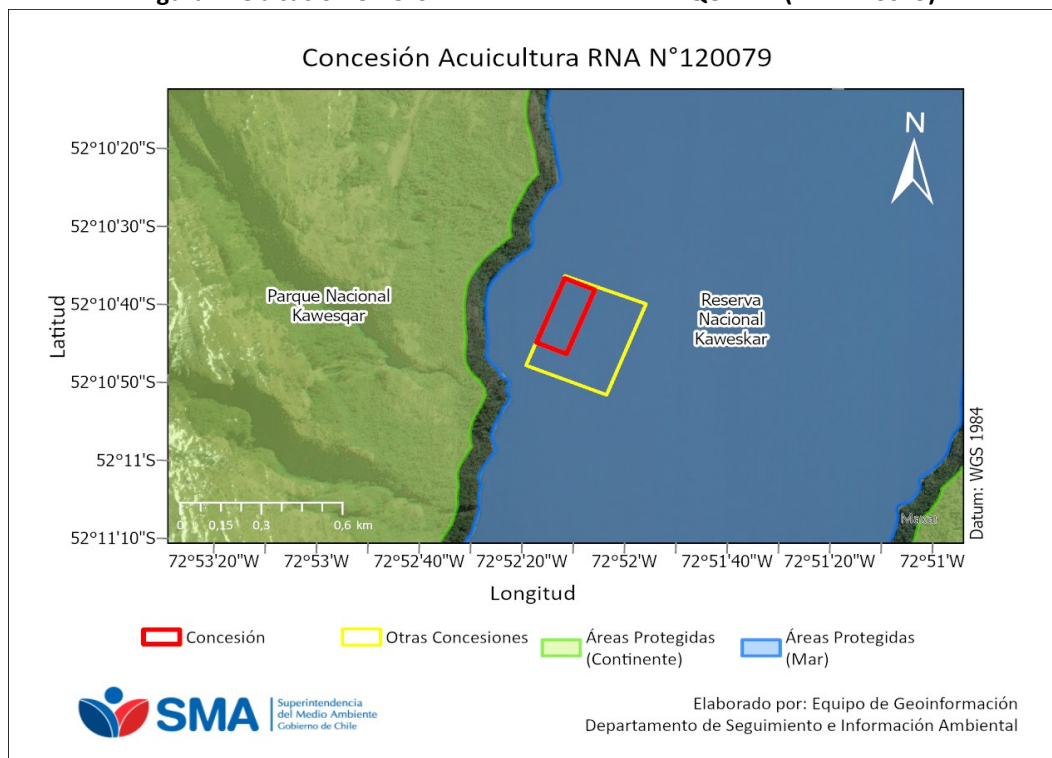 Concesión Acuicultura RNA N°120079
N
52°10'20"S
52°10'30"S
52°10'40"S
52°10'50"S
52°11'S
52°11'10"S
Latitud
Parque Nacional
Kawesqar
Reserva
Nacional
Kaweskar
0 0,15 0,3 0,6 km
Datum: WGS 1984
72°53'20"W 72°53'W 72°52'40"W 72°52'20"W 72°52'W 72°51'40"W 72°51'20"W 72°51'W
Longitud
Concesión
Otras Concesiones
Áreas Protegidas
(Continente)
Áreas Protegidas
(Mar)
SMA
Superintendencia
del Medio Ambiente
Gobierno de Chile
Elaborado por: Equipo de Geoinformación
Departamento de Seguimiento e Información Ambiental